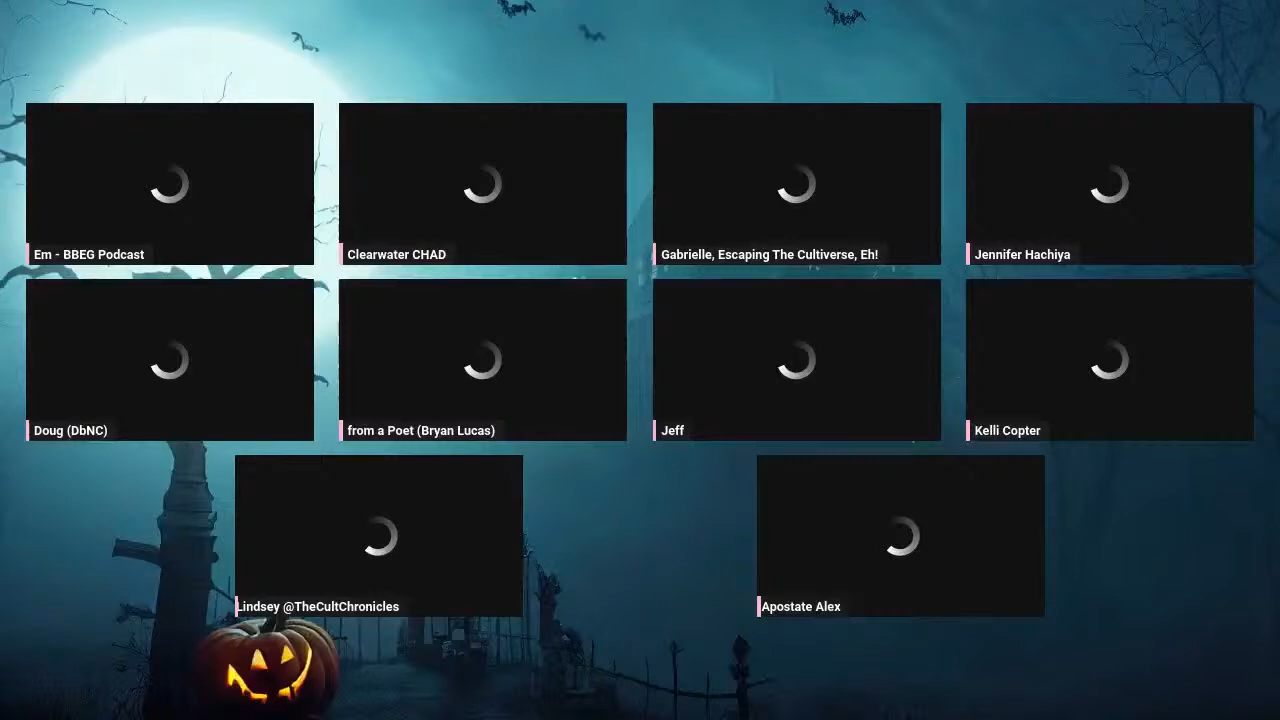 Em - BBEG Podcast
Clearwater CHAD
Gabrielle, Escaping The Cultiverse, Eh!
Jennifer Hachiya
Doug (DbNC)
from a Poet (Bryan Lucas)
Jeff
Kelli Copter
Lindsey @TheCultChronicles
Apostate Alex